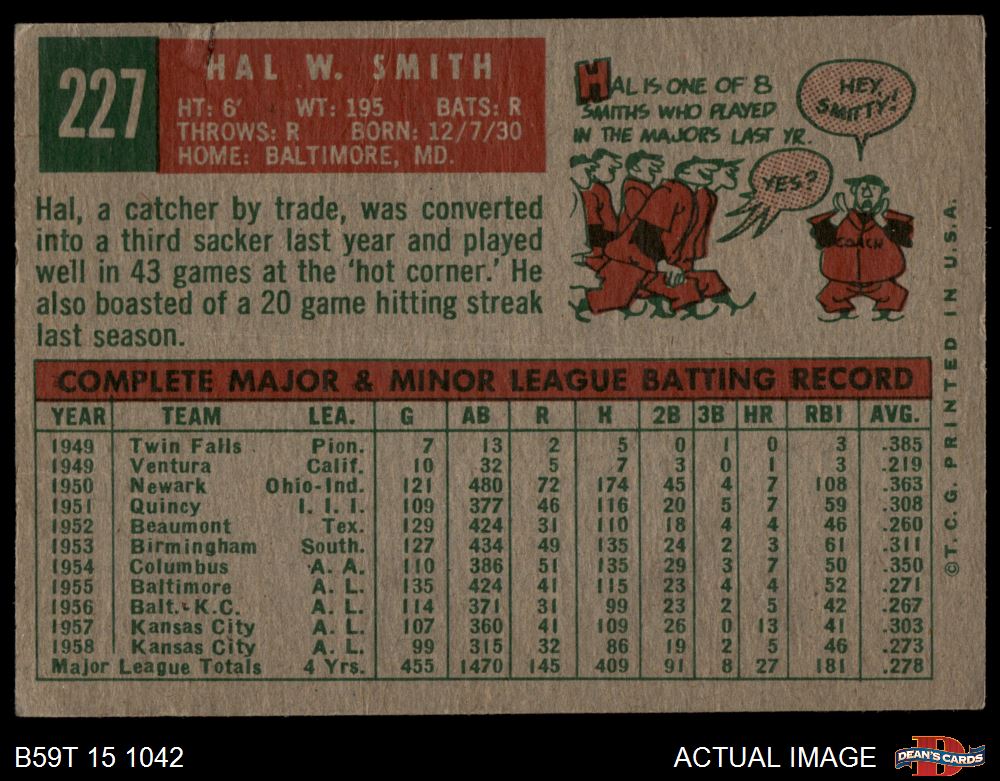 227
HAL W. SMITH
HT: 6' WT: 195 BATS: R
THROWS: R BORN: 12/7/30
HOME: BALTIMORE, MD.
Hal, a catcher by trade, was converted
into a third sacker last year and played
well in 43 games at the 'hot corner.' He
also boasted of a 20 game hitting streak
last season.
HAL IS ONE OF 8
SMITHS WHO PLAYED
IN THE MAJORS LAST YR.
HEY,
SMITTY!
YES?
COACH
COMPLETE MAJOR & MINOR LEAGUE BATTING RECORD
YEAR TEAM LEA. G AB R H 2B 3B HR RBI AVG.
1949 Twin Falls Pion. 7 13 2 5 0 1 0 3 .385
1949 Ventura Calif. 10 32 5 7 3 0 1 3 .219
1950 Newark Ohio-Ind. 121 480 72 174 45 4 7 108 .363
1951 Quincy I. I. I. 109 377 46 116 20 5 7 59 .308
1952 Beaumont Tex. 129 424 31 110 18 4 4 46 .260
1953 Birmingham South. 127 434 49 135 24 2 3 61 .311
1954 Columbus A. A. 110 386 51 135 29 3 7 50 .350
1955 Baltimore A. L. 135 424 41 115 23 4 4 52 .271
1956 Balt.-K.C. A. L. 114 371 31 99 23 2 5 42 .267
1957 Kansas City A. L. 107 360 41 109 26 0 13 41 .303
1958 Kansas City A. L. 99 315 32 86 19 2 5 46 .273
Major League Totals 4 Yrs. 455 1470 145 409 91 8 27 181 .278
©T.C.G. PRINTED IN U.S.A.
B59T 15 1042
ACTUAL IMAGE
D
DEAN'S CARDS